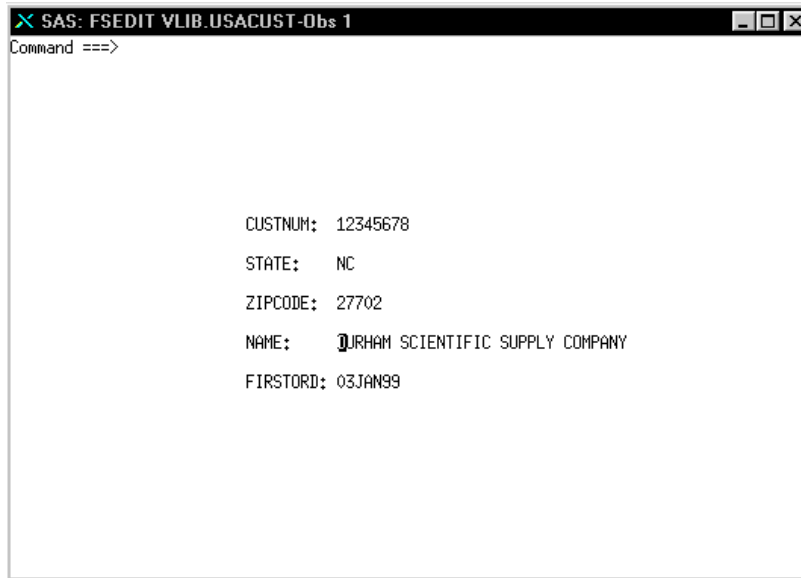 SAS: FSEDIT VLIB.USACUST-Obs 1
Command ===>
CUSTNUM: 12345678
STATE: NC
ZIPCODE: 27702
NAME: DURHAM SCIENTIFIC SUPPLY COMPANY
FIRSTORD: 03JAN99